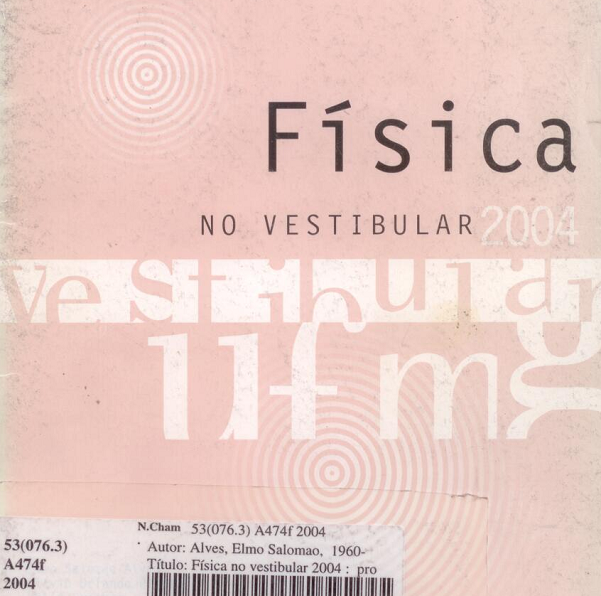 Física
NO VESTIBULAR 2004
vestibular
ufmg
N.Cham 53(076.3) A474f 2004
53(076.3)
A474f
2004
Autor: Alves, Elmo Salomao, 1960-
Título: Física no vestibular 2004 : pro